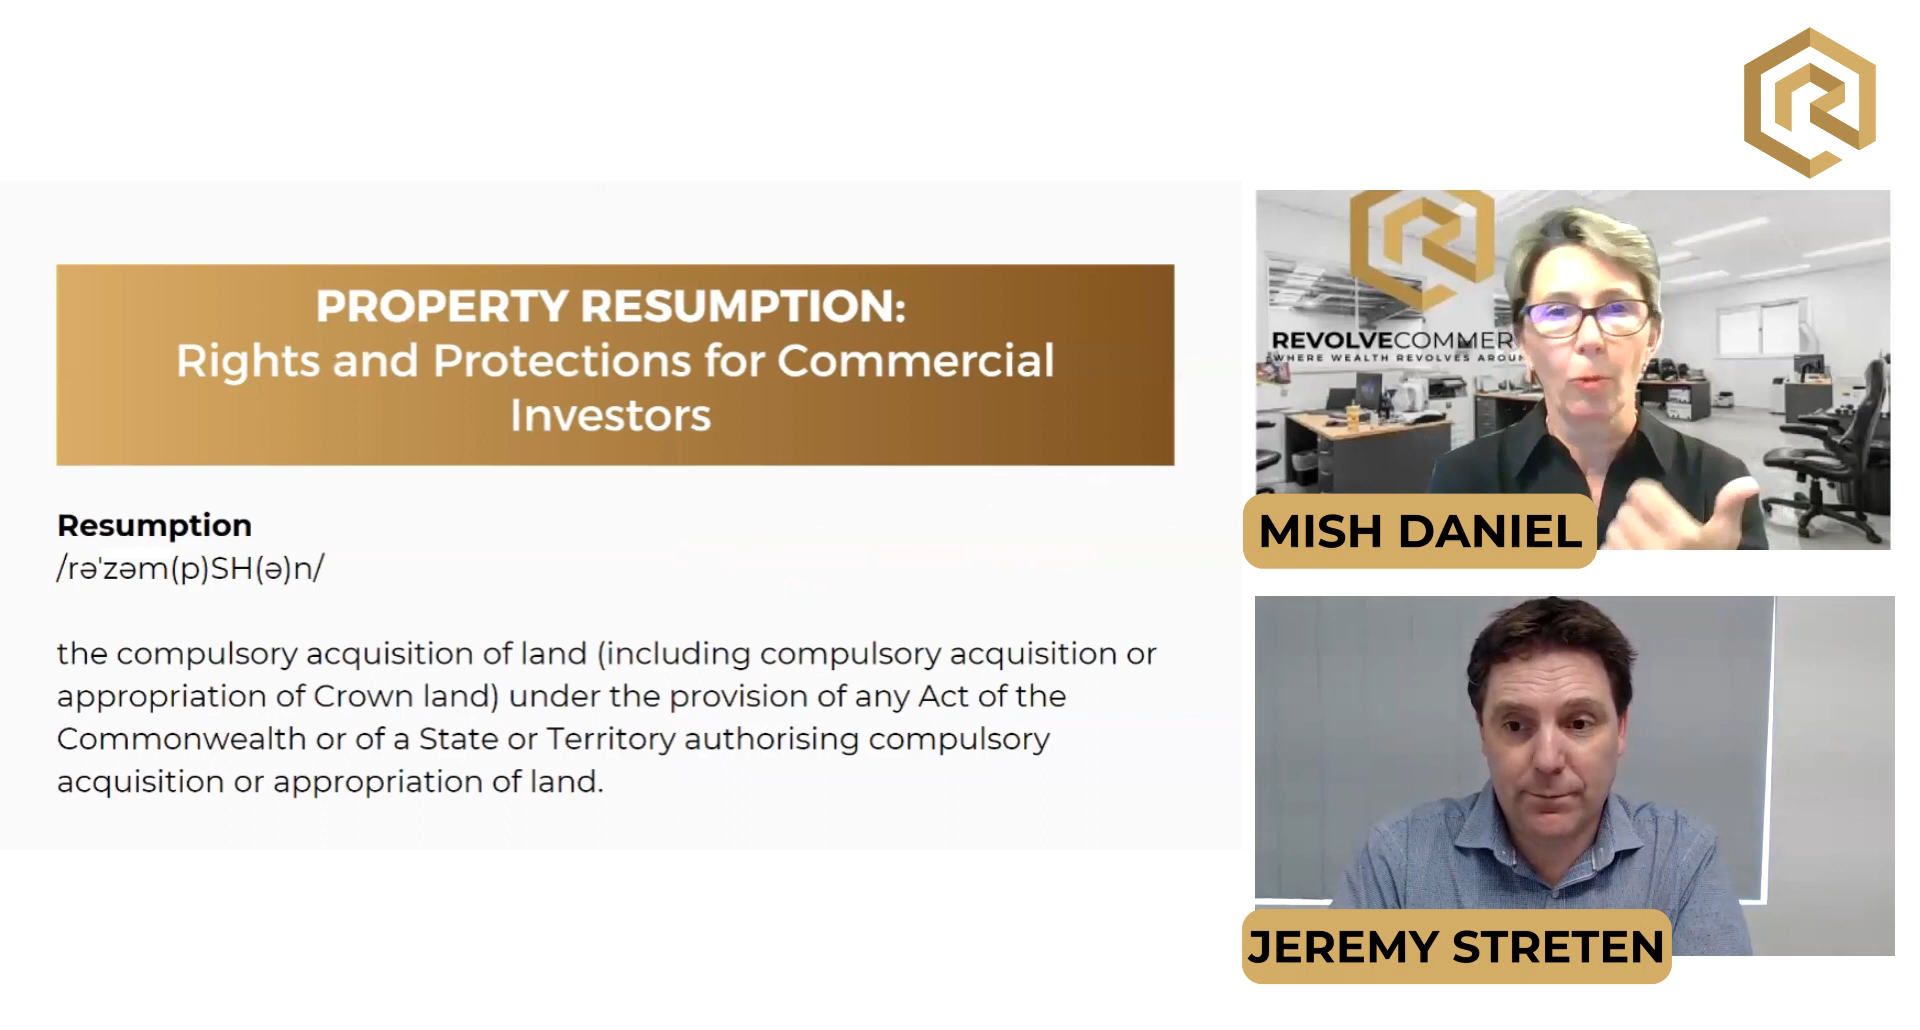 PROPERTY RESUMPTION:
Rights and Protections for Commercial
Investors
Resumption
/rə'zəm(p)SH(ə)n/
the compulsory acquisition of land (including compulsory acquisition or
appropriation of Crown land) under the provision of any Act of the
Commonwealth or of a State or Territory authorising compulsory
acquisition or appropriation of land.
REVOLVECOMMER
WHERE WEALTH REVOLVES AROUN
MISH DANIEL
JEREMY STRETEN